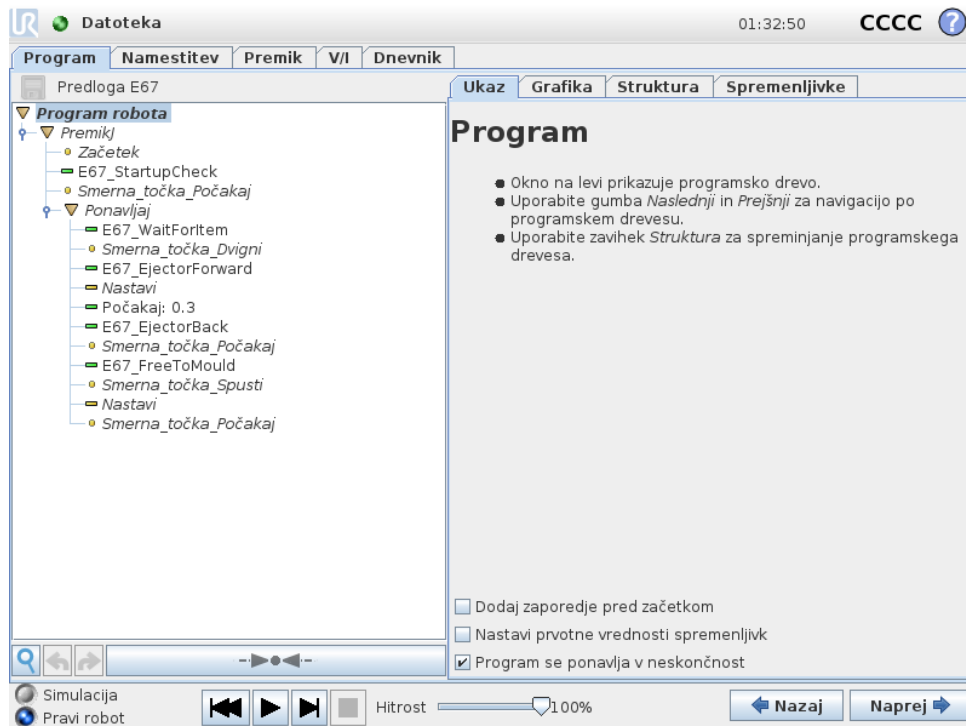 UR Datoteka 01:32:50 CCCC ?
Program Namestitev Premik V/I Dnevnik
Predloga E67
Ukaz Grafika Struktura Spremenljivke
Program robota
PremikJ
Začetek
E67_StartupCheck
Smerna_točka_Počakaj
Ponavljaj
E67_WaitForItem
Smerna_točka_Dvigni
E67_EjectorForward
Nastavi
Počakaj: 0.3
E67_EjectorBack
Smerna_točka_Počakaj
E67_FreeToMould
Smerna_točka_Spusti
Nastavi
Smerna_točka_Počakaj
Program
Okno na levi prikazuje programsko drevo.
Uporabite gumba Naslednji in Prejšnji za navigacijo po
programskem drevesu.
Uporabite zavihek Struktura za spreminjanje programskega
drevesa.
Dodaj zaporedje pred začetkom
Nastavi prvotne vrednosti spremenljivk
Program se ponavlja v neskončnost
Simulacija
Pravi robot
Hitrost 100%
Nazaj Naprej